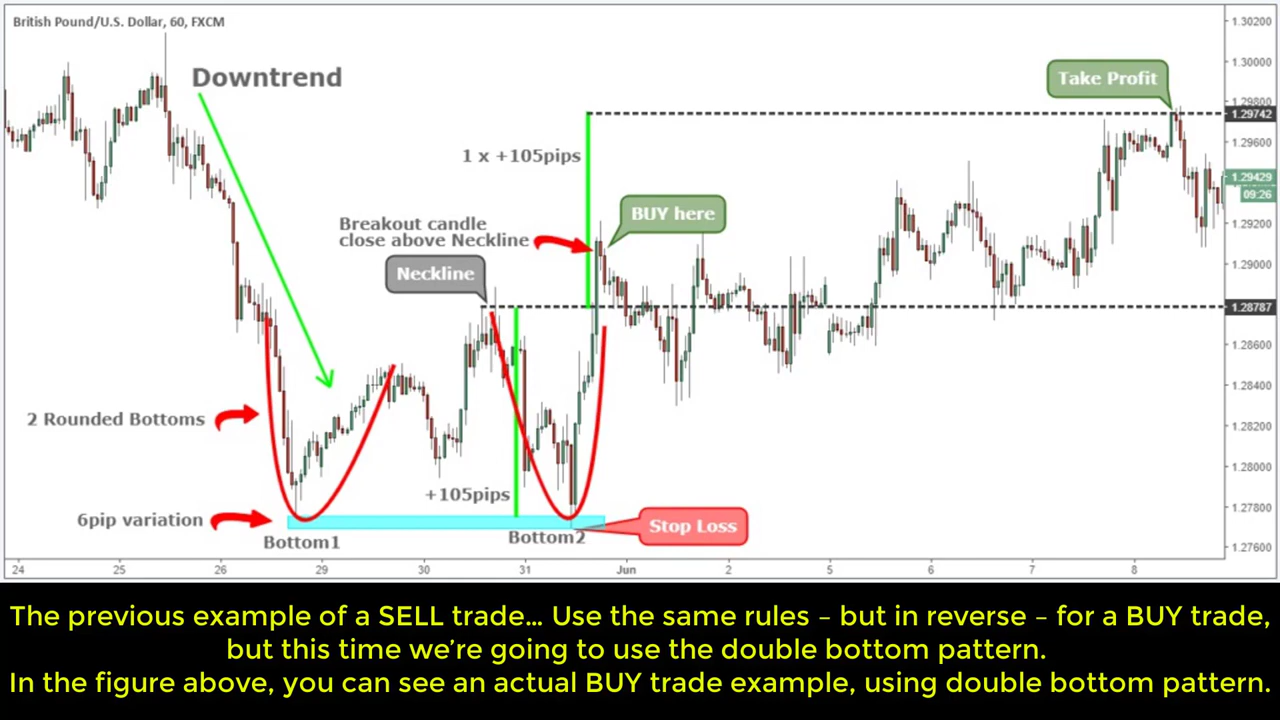 British Pound/U.S. Dollar, 60, FXCM
Downtrend
1 x +105pips
Breakout candle
close above Neckline
BUY here
Take Profit
Neckline
2 Rounded Bottoms
+105pips
6pip variation
Bottom1
Bottom2
Stop Loss
1.30200
1.30000
1.29800
1.29742
1.29600
1.29429
09:26
1.29200
1.29000
1.28787
1.28600
1.28400
1.28200
1.28000
1.27800
1.27600
24 25 26 29 30 31 Jun 2 5 6 7 8
The previous example of a SELL trade... Use the same rules – but in reverse – for a BUY trade,
but this time we’re going to use the double bottom pattern.
In the figure above, you can see an actual BUY trade example, using double bottom pattern.